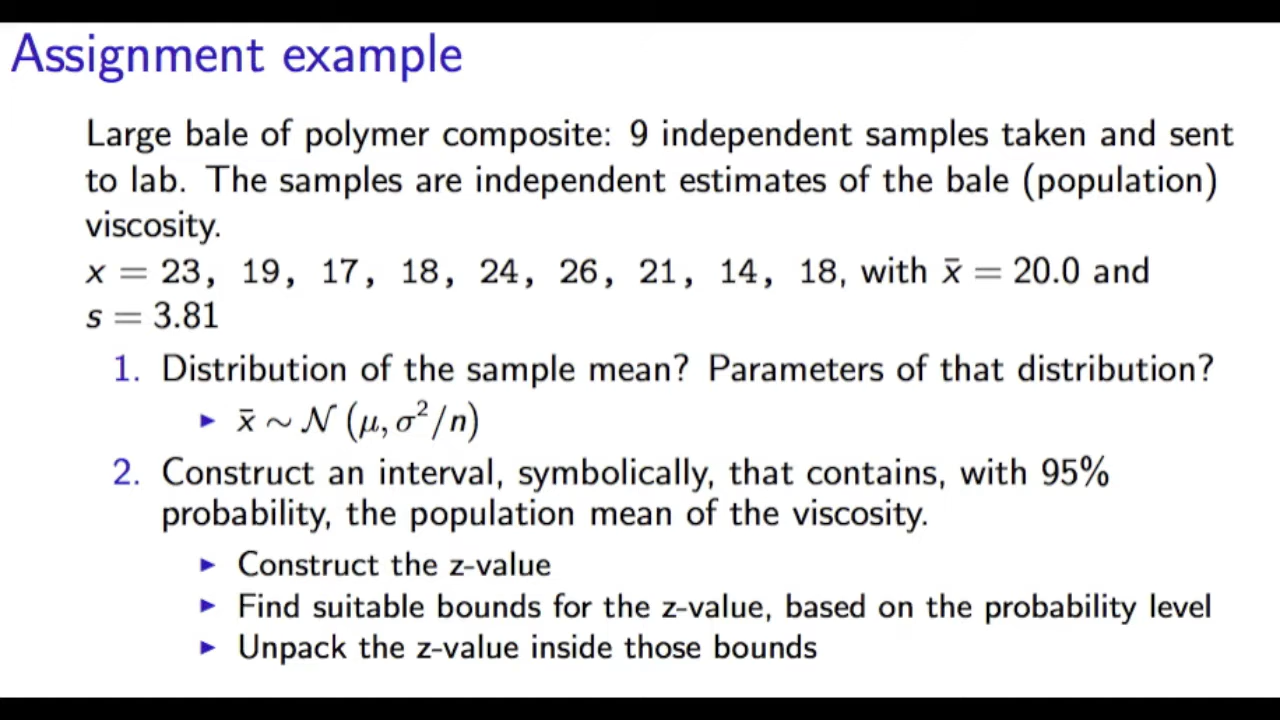 Assignment example
Large bale of polymer composite: 9 independent samples taken and sent
to lab. The samples are independent estimates of the bale (population)
viscosity.
x = 23, 19, 17, 18, 24, 26, 21, 14, 18, with x̄ = 20.0 and
s = 3.81
1. Distribution of the sample mean? Parameters of that distribution?
▶ x̄ ∼ 𝒩 (μ, σ²/n)
2. Construct an interval, symbolically, that contains, with 95%
probability, the population mean of the viscosity.
▶ Construct the z-value
▶ Find suitable bounds for the z-value, based on the probability level
▶ Unpack the z-value inside those bounds